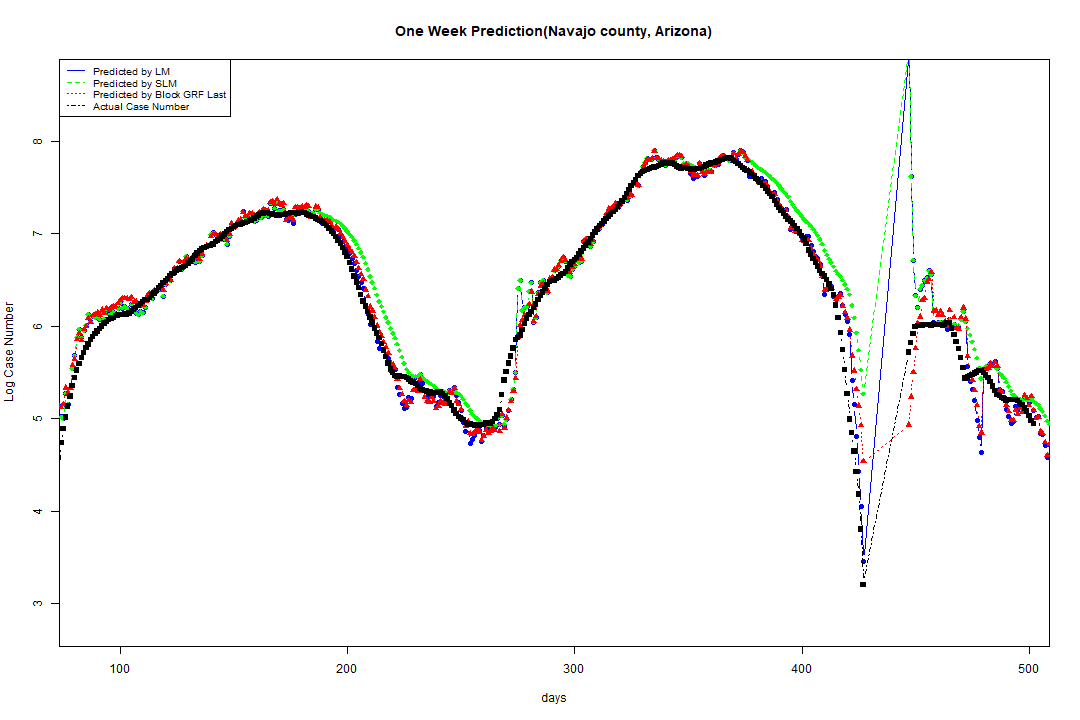 One Week Prediction(Navajo county, Arizona)
Predicted by LM
Predicted by SLM
Predicted by Block GRF Last
Actual Case Number
Log Case Number
8
7
6
5
4
3
100 200 300 400 500
days